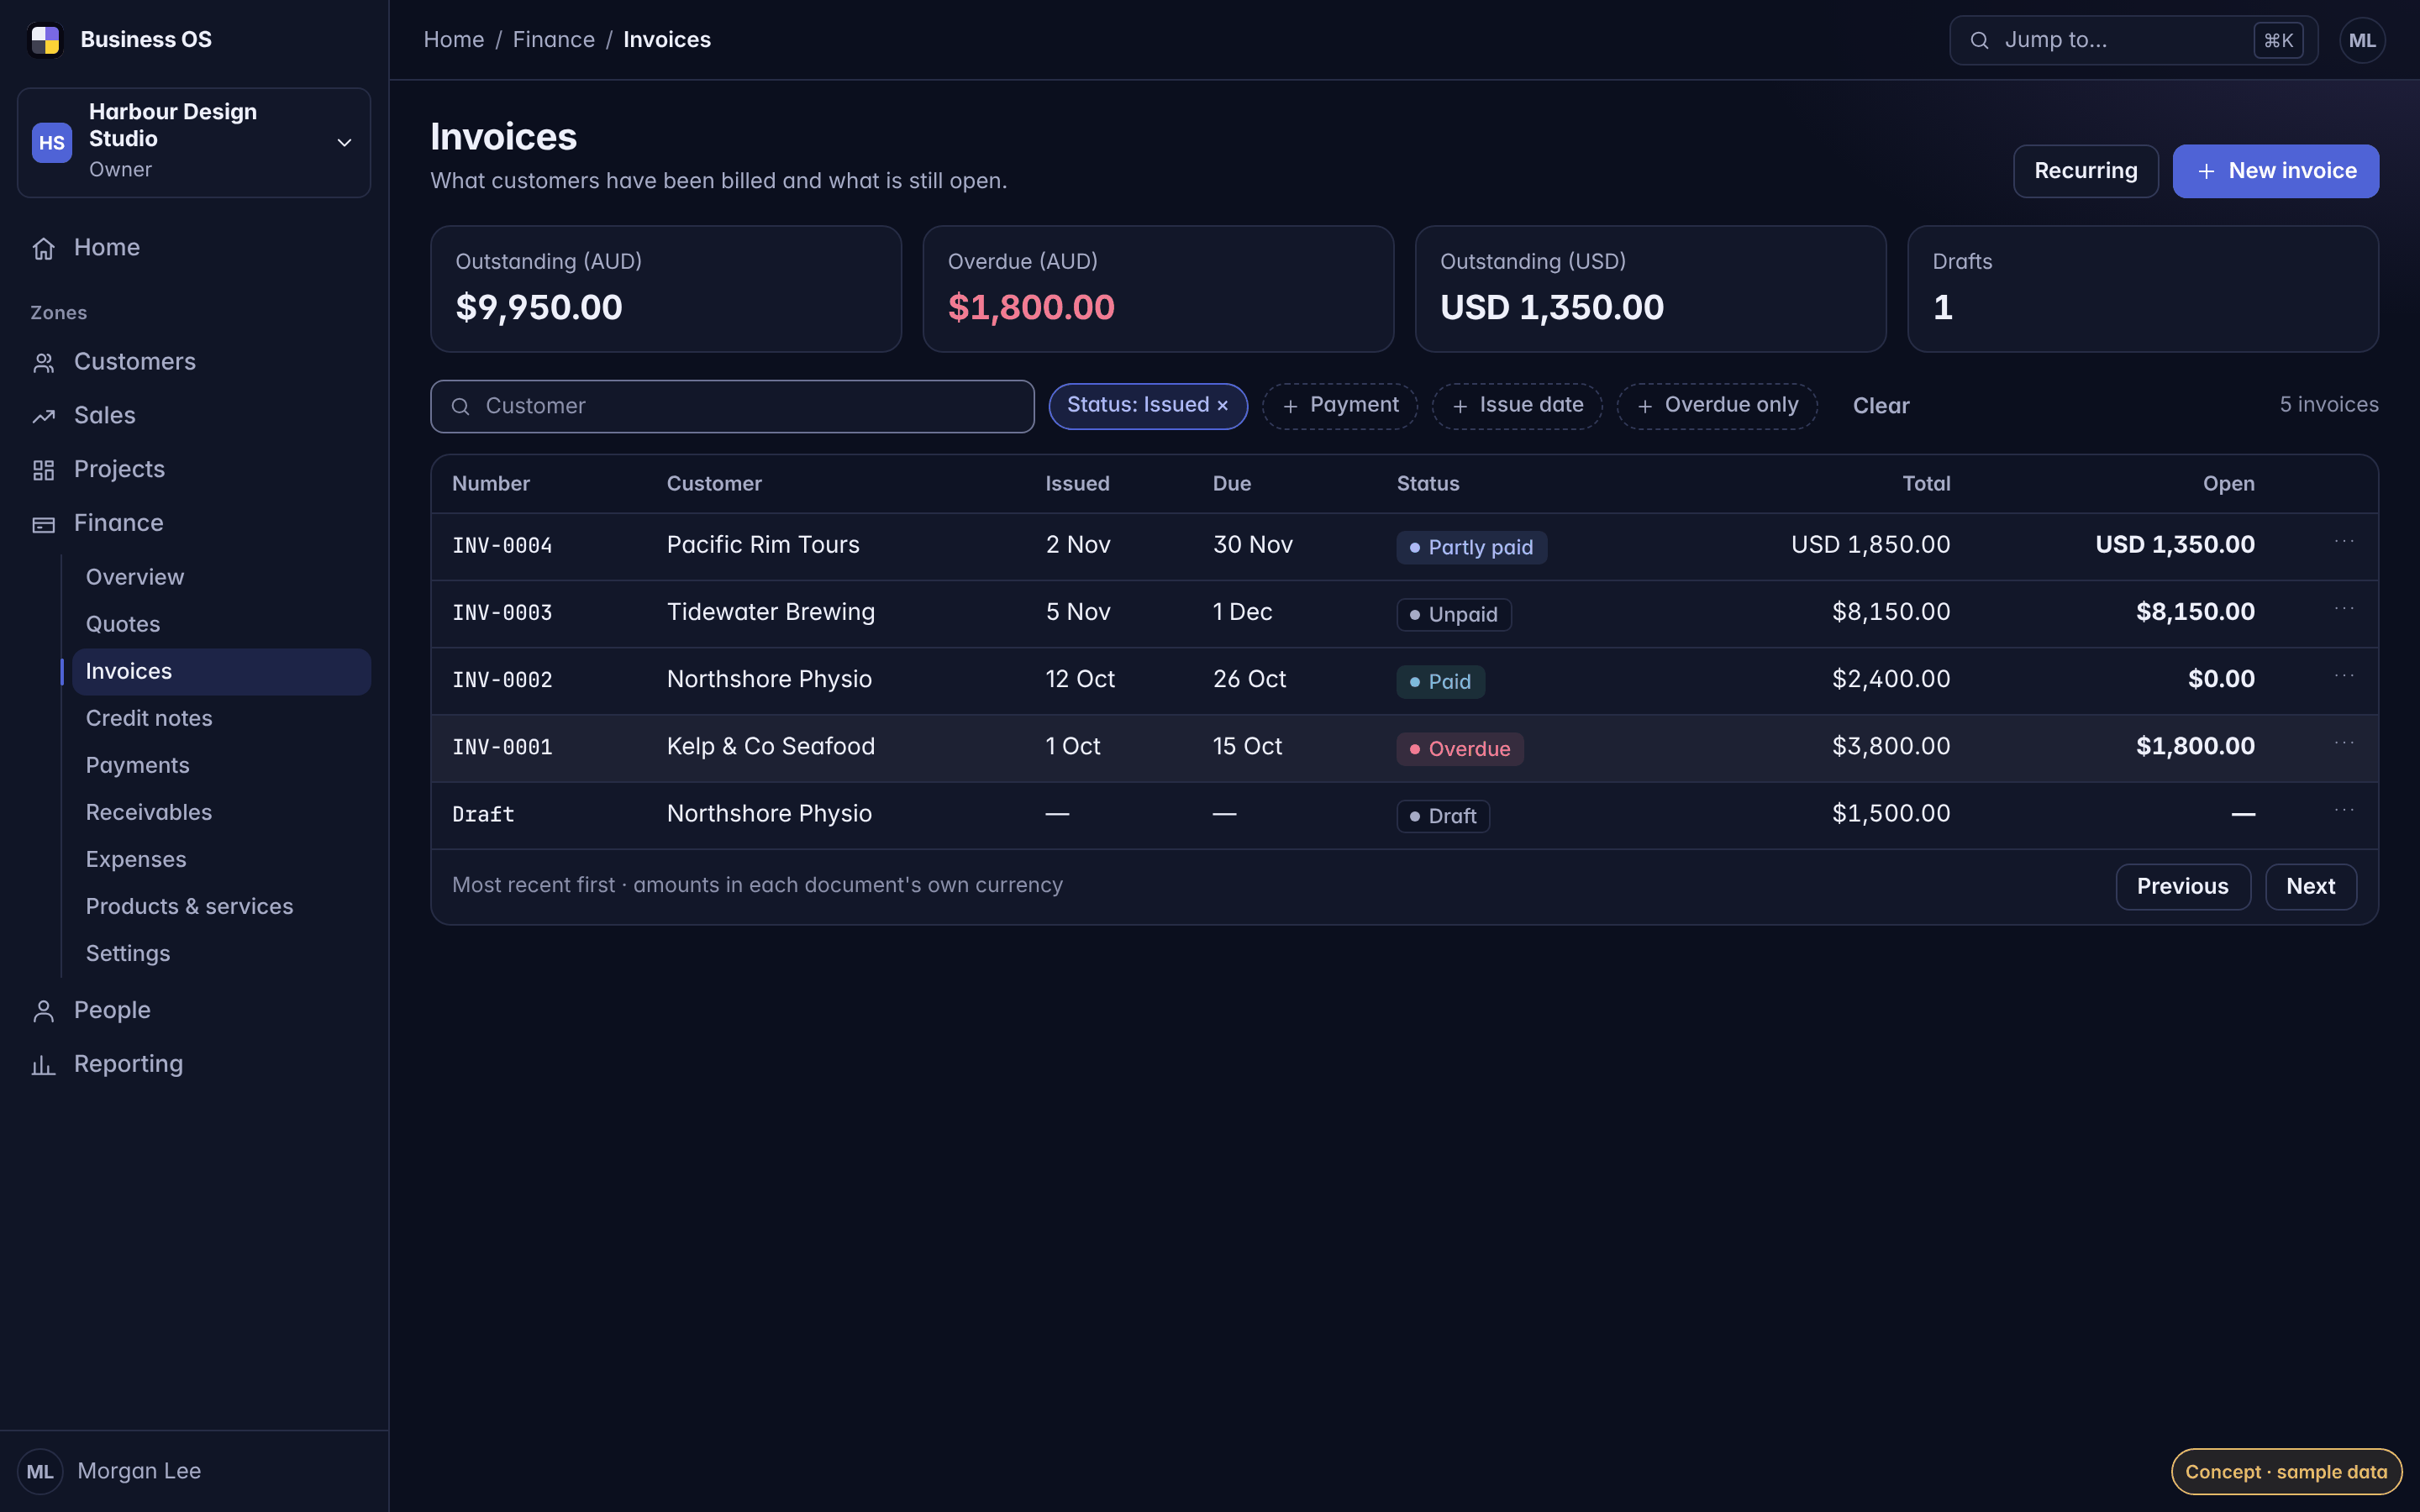 Business OS
Home / Finance / Invoices
Jump to...
⌘K
ML
HS
Harbour Design
Studio
Owner
Home
Zones
Customers
Sales
Projects
Finance
Overview
Quotes
Invoices
Credit notes
Payments
Receivables
Expenses
Products & services
Settings
People
Reporting
ML
Morgan Lee
Invoices
What customers have been billed and what is still open.
Recurring
+ New invoice
Outstanding (AUD)
$9,950.00
Overdue (AUD)
$1,800.00
Outstanding (USD)
USD 1,350.00
Drafts
1
Customer
Status: Issued ×
+ Payment
+ Issue date
+ Overdue only
Clear
5 invoices
Number Customer Issued Due Status Total Open
INV-0004 Pacific Rim Tours 2 Nov 30 Nov Partly paid USD 1,850.00 USD 1,350.00 ···
INV-0003 Tidewater Brewing 5 Nov 1 Dec Unpaid $8,150.00 $8,150.00 ···
INV-0002 Northshore Physio 12 Oct 26 Oct Paid $2,400.00 $0.00 ···
INV-0001 Kelp & Co Seafood 1 Oct 15 Oct Overdue $3,800.00 $1,800.00 ···
Draft Northshore Physio — — Draft $1,500.00 — ···
Most recent first · amounts in each document's own currency
Previous
Next
Concept · sample data